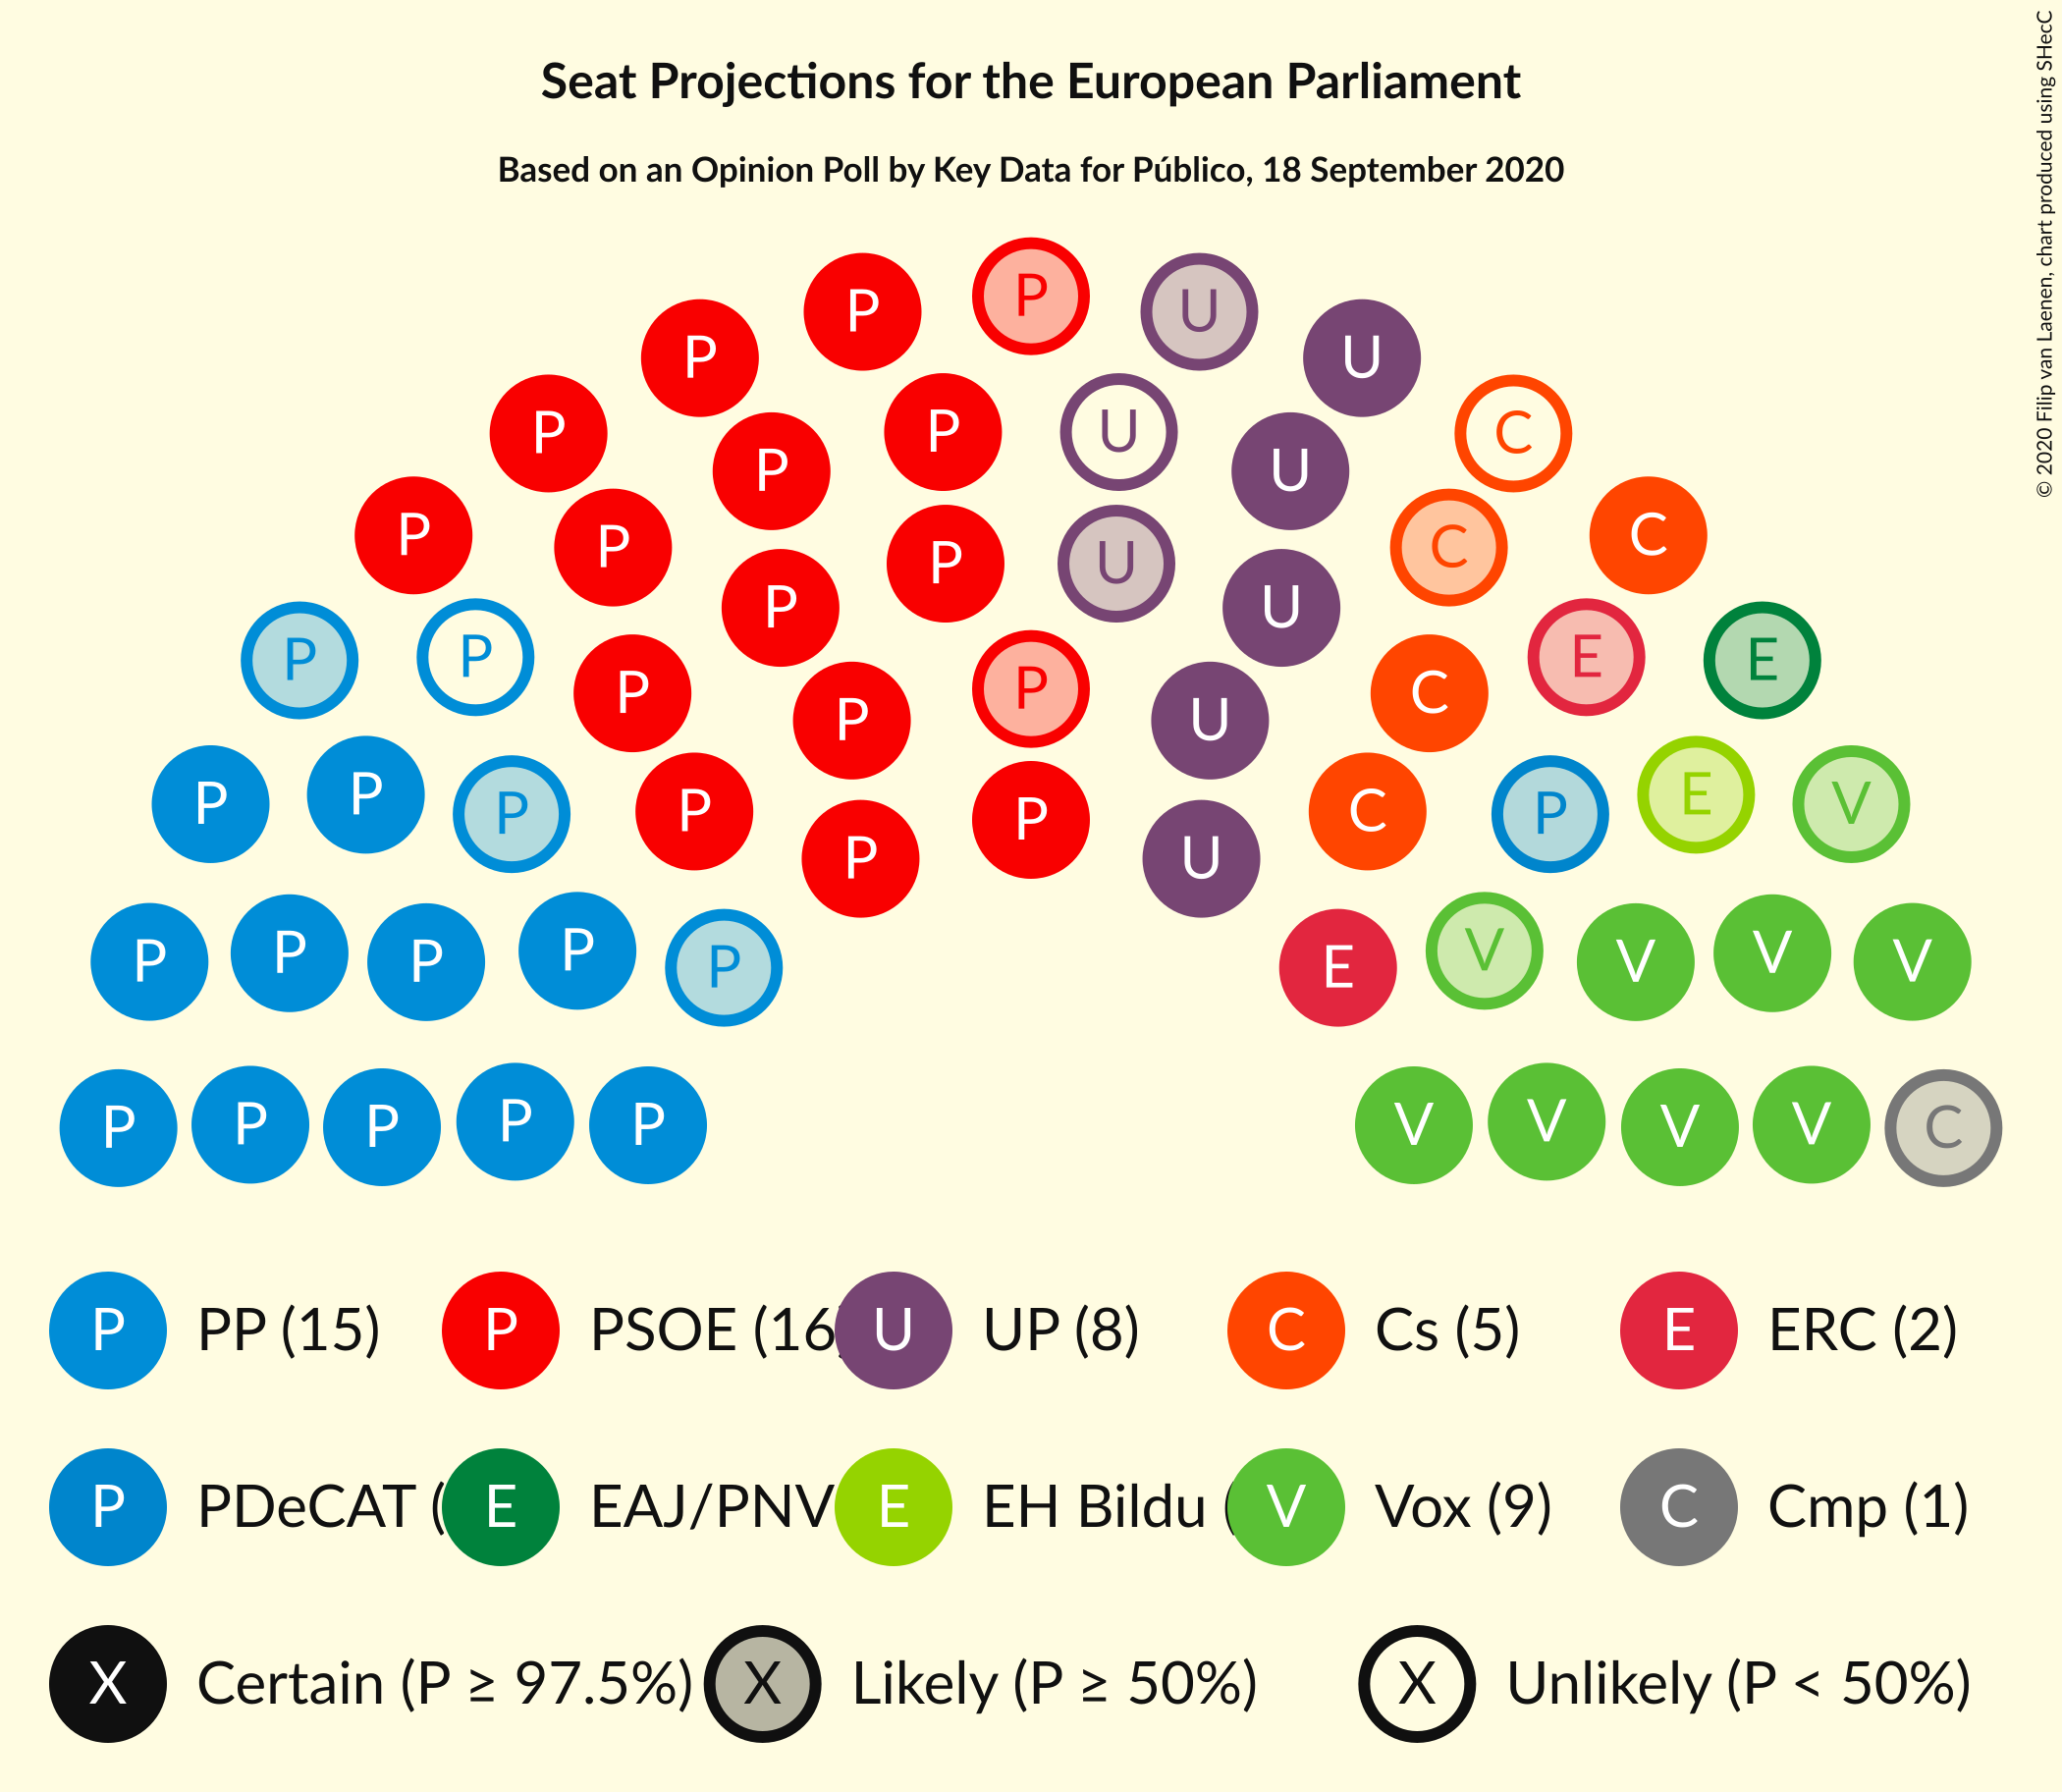 Seat Projections for the European Parliament
Based on an Opinion Poll by Key Data for Público, 18 September 2020
© 2020 Filip van Laenen, chart produced using SHecC
P U
P U
P P U C
P P U C
P P U C C
P P U
P P P C E E
P P U
P P P P P C P E V
P P U
P P P P P E V V V V
P P P P P V V V V C
P PP (15) P PSOE (16) U UP (8) C Cs (5) E ERC (2)
P PDeCAT ( E EAJ/PNV E EH Bildu ( V Vox (9) C Cmp (1)
X Certain (P ≥ 97.5%) X Likely (P ≥ 50%) X Unlikely (P < 50%)